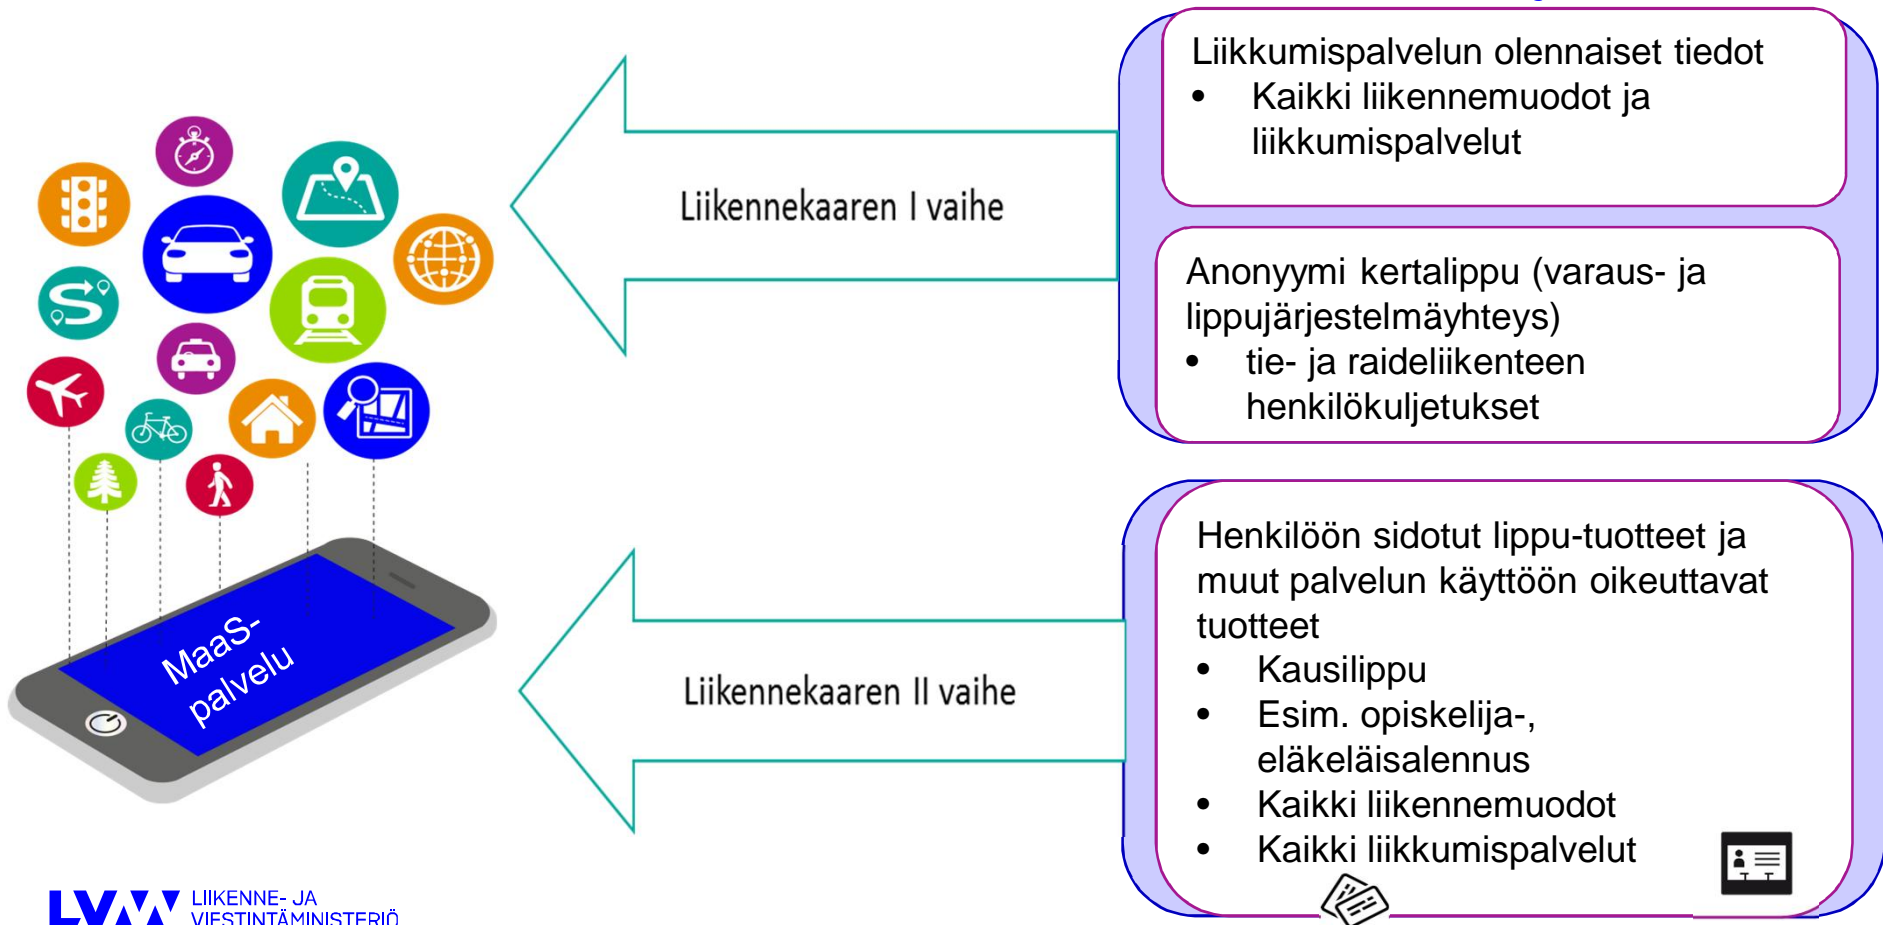 Liikkumispalvelun olennaiset tiedot
• Kaikki liikennemuodot ja
liikkumispalvelut
Liikennekaaren I vaihe
Anonyymi kertalippu (varaus- ja
lippujärjestelmäyhteys)
• tie- ja raideliikenteen
henkilökuljetukset
Henkilöön sidotut lippu-tuotteet ja
muut palvelun käyttöön oikeuttavat
tuotteet
• Kausilippu
• Esim. opiskelija-,
eläkeläisalennus
• Kaikki liikennemuodot
• Kaikki liikkumispalvelut
Liikennekaaren II vaihe
MaaS-
palvelu
LVM LIIKENNE- JA
VIESTINTÄMINISTERIÖ